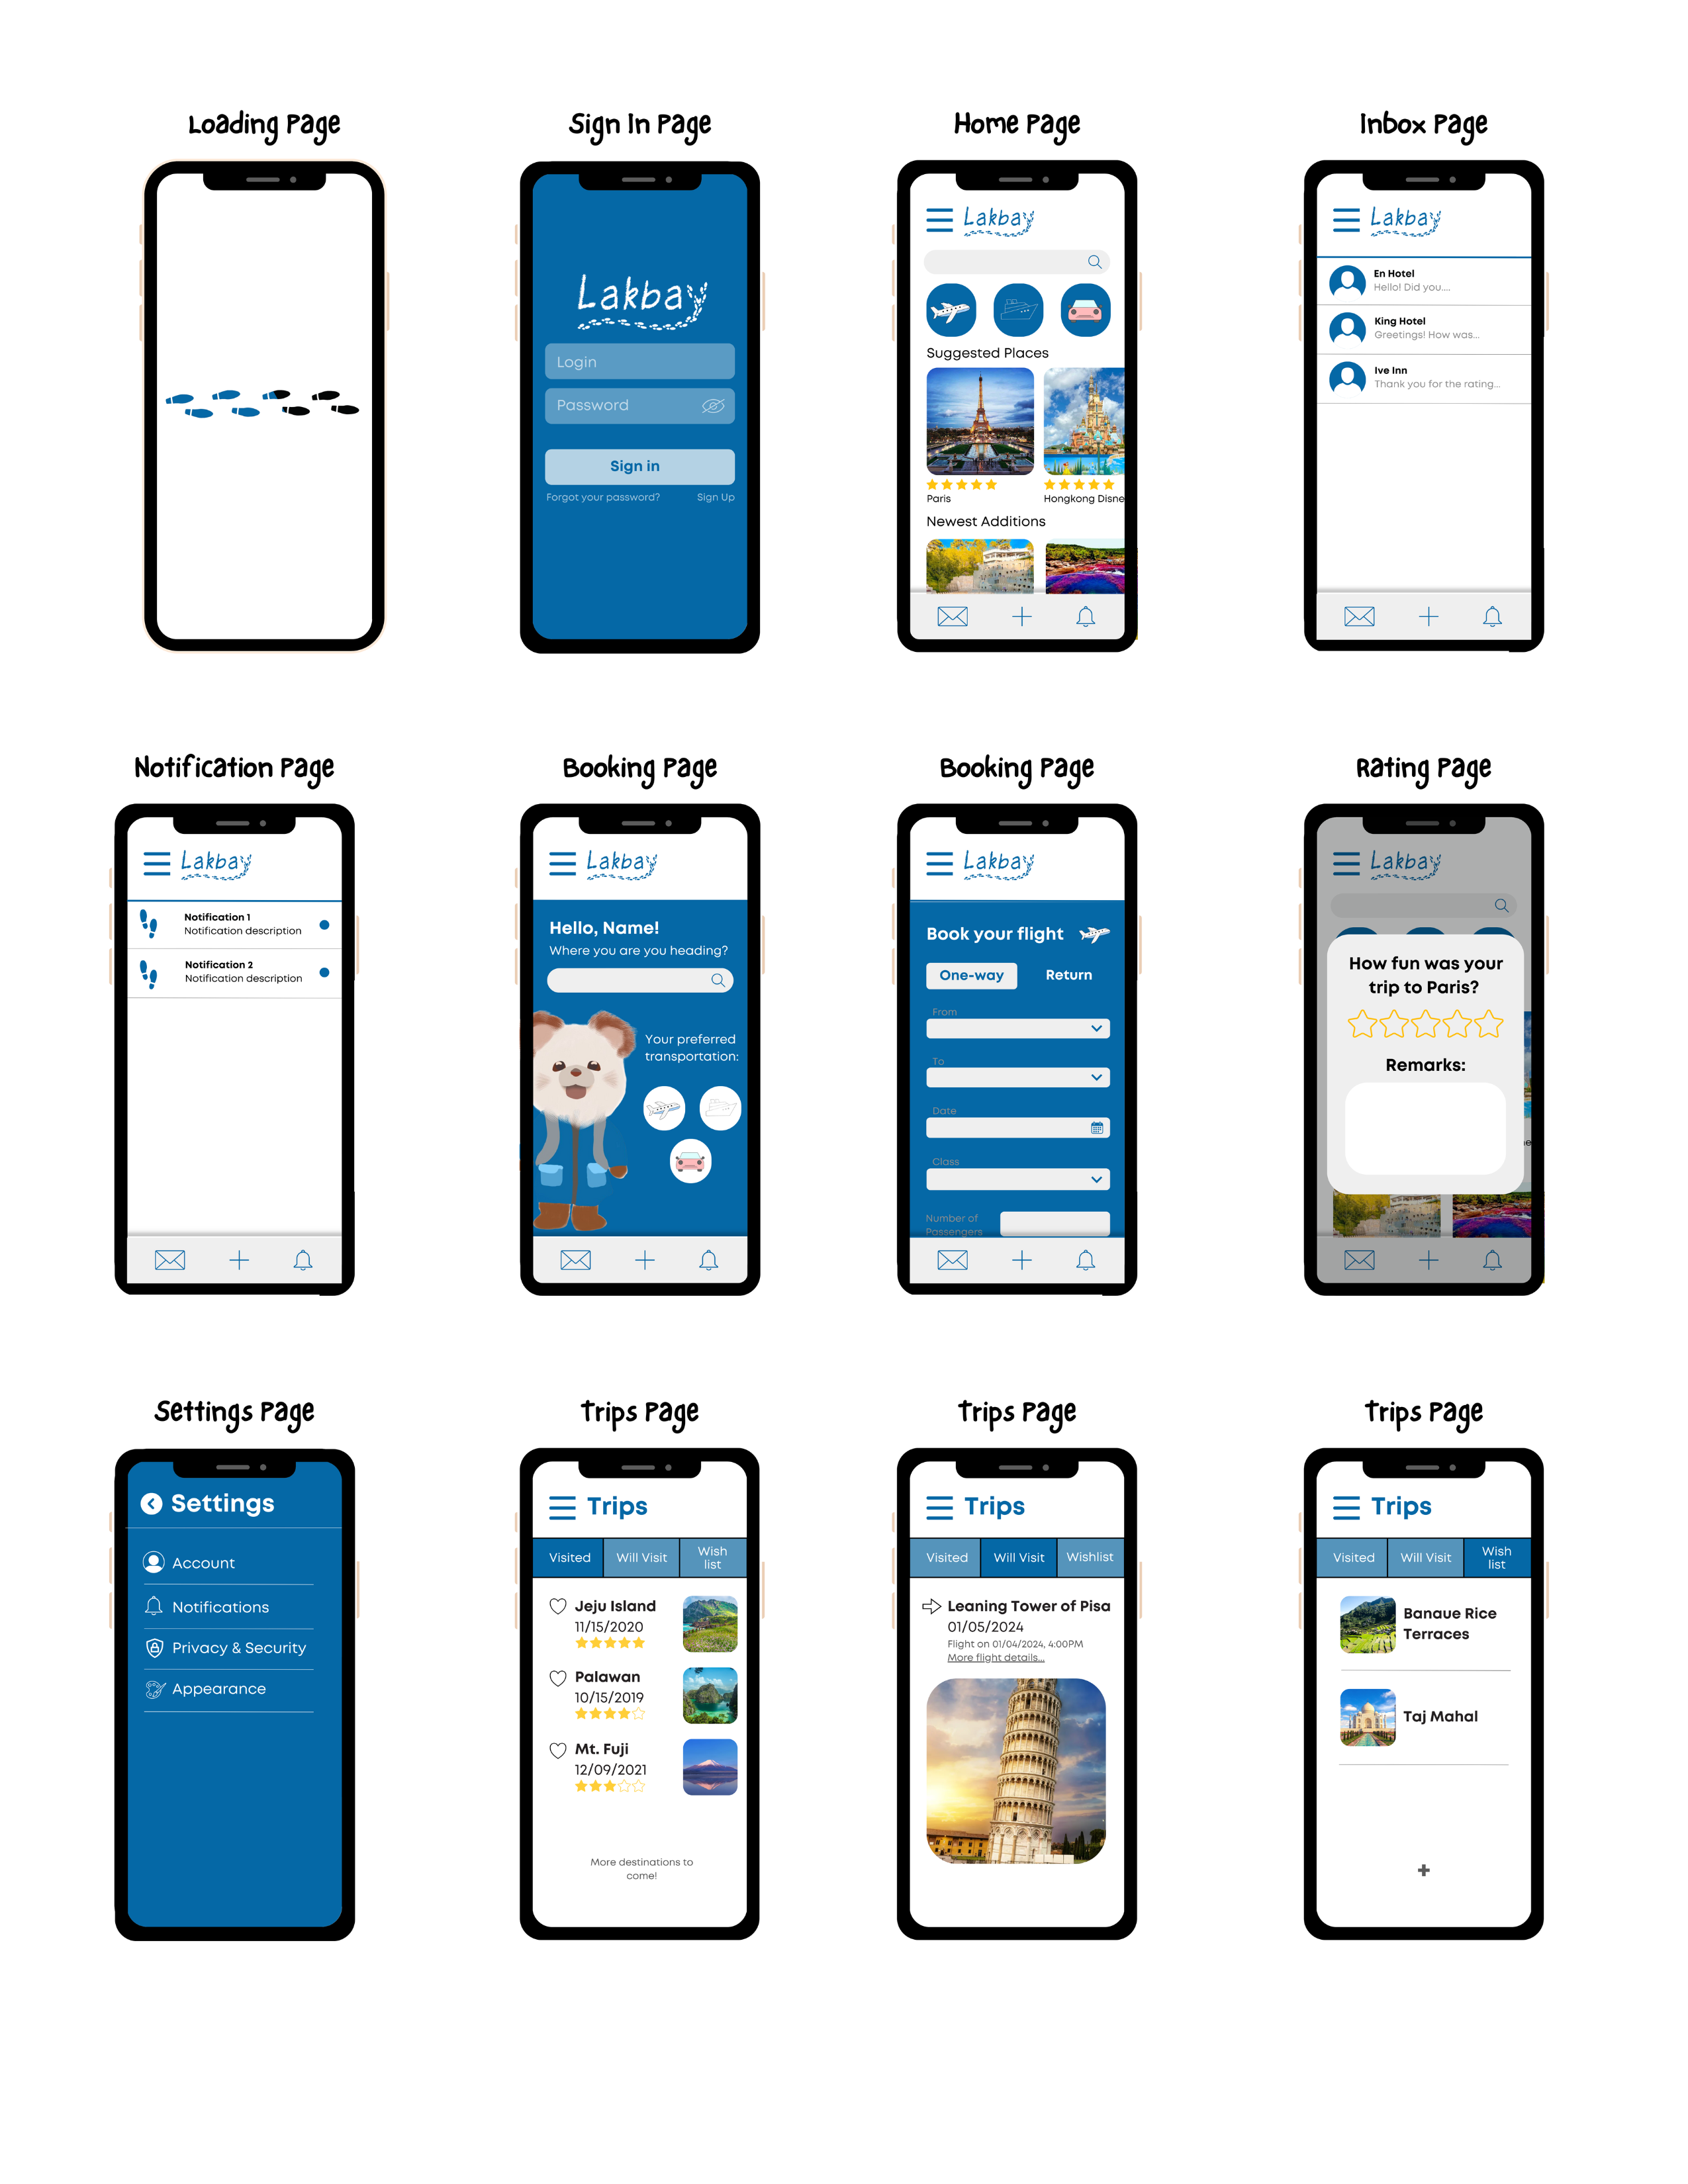 Loading Page
Sign In Page
Lakbay
Login
Password
Sign in
Forgot your password? Sign Up
Home Page
Lakbay
Suggested Places
Paris
Hongkong Disne
Newest Additions
Inbox Page
Lakbay
En Hotel
Hello! Did you....
King Hotel
Greetings! How was...
Ive Inn
Thank you for the rating...
Notification Page
Lakbay
Notification 1
Notification description
Notification 2
Notification description
Booking Page
Lakbay
Hello, Name!
Where you are you heading?
Your preferred
transportation:
Booking Page
Lakbay
Book your flight
One-way Return
From
To
Date
Class
Number of
Passengers
Rating Page
Lakbay
How fun was your
trip to Paris?
Remarks:
ne
Settings Page
Settings
Account
Notifications
Privacy & Security
Appearance
Trips Page
Trips
Visited Will Visit Wish
list
Jeju Island
11/15/2020
Palawan
10/15/2019
Mt. Fuji
12/09/2021
More destinations to
come!
Trips Page
Trips
Visited Will Visit Wishlist
Leaning Tower of Pisa
01/05/2024
Flight on 01/04/2024, 4:00PM
More flight details...
Trips Page
Trips
Visited Will Visit Wish
list
Banaue Rice
Terraces
Taj Mahal